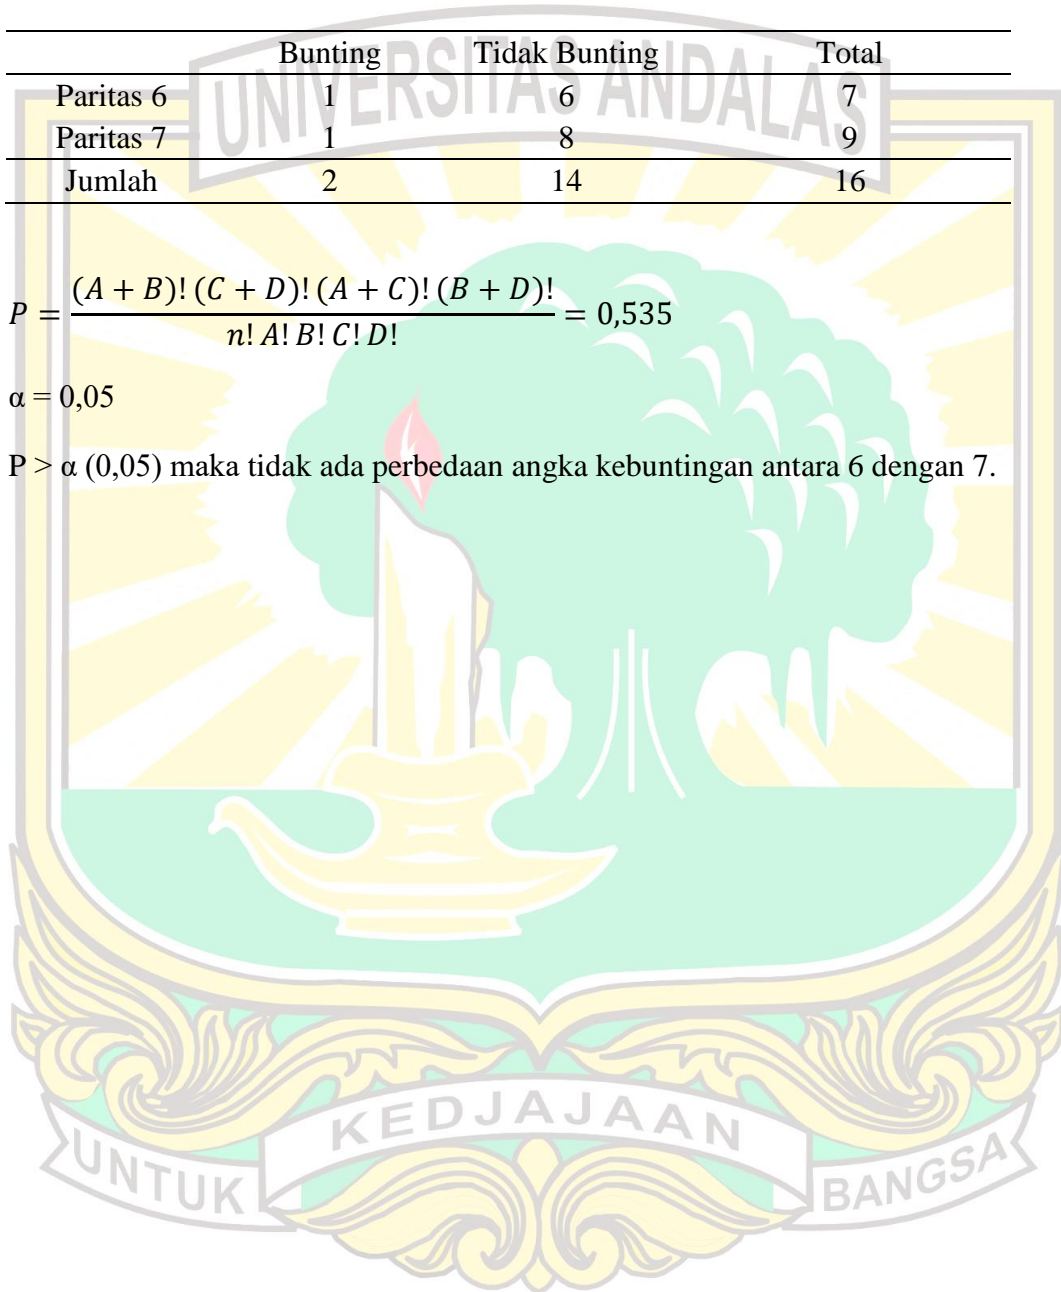 UNIVERSITAS ANDALAS
Bunting Tidak Bunting Total
Paritas 6 1 6 7
Paritas 7 1 8 9
Jumlah 2 14 16
P = (A + B)! (C + D)! (A + C)! (B + D)! / n! A! B! C! D! = 0,535
α = 0,05
P > α (0,05) maka tidak ada perbedaan angka kebuntingan antara 6 dengan 7.
UNTUK KEDJAJAAN BANGSA